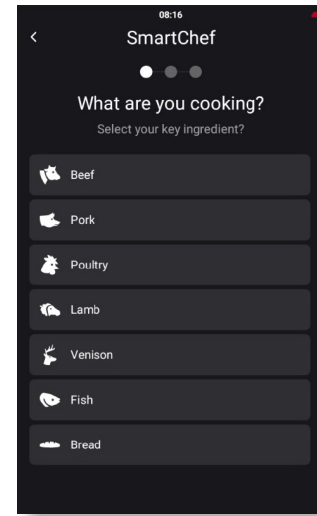 08:16
SmartChef
What are you cooking?
Select your key ingredient?
Beef
Pork
Poultry
Lamb
Venison
Fish
Bread